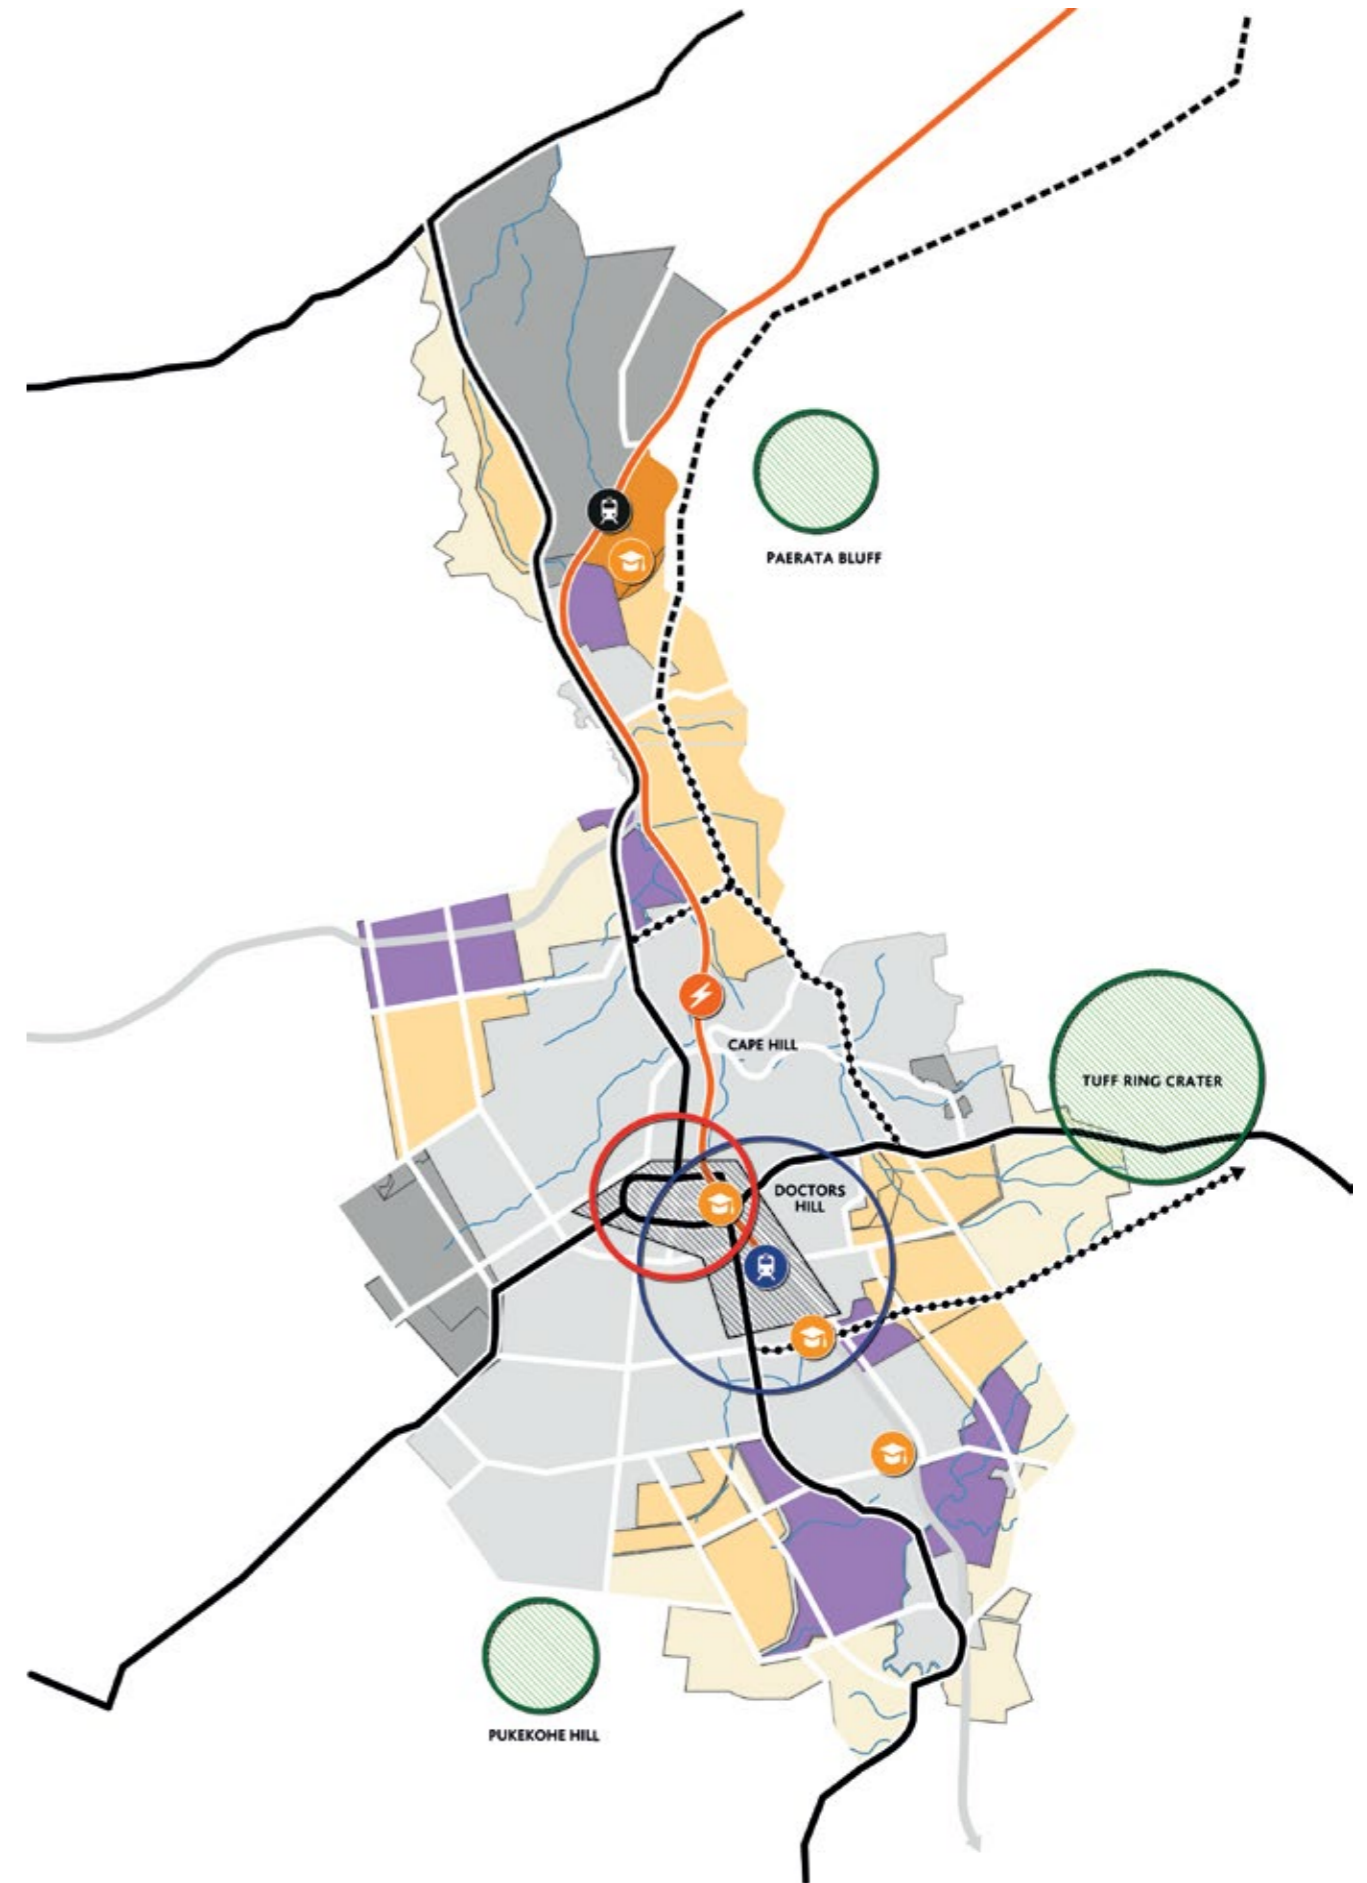 PAERATA BLUFF
CAPE HILL
TUFF RING CRATER
DOCTORS
HILL
PUKEKOHE HILL